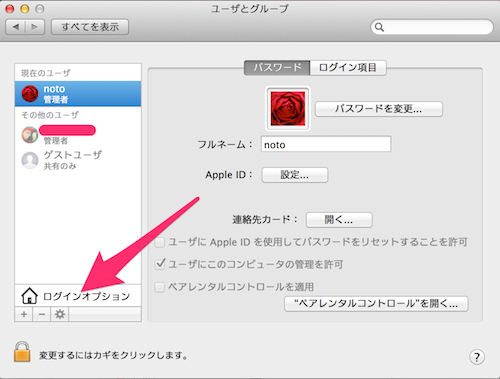 ユーザとグループ
すべてを表示
現在のユーザ
noto
管理者
その他のユーザ
管理者
ゲストユーザ
共有のみ
ログインオプション
パスワード ログイン項目
パスワードを変更...
フルネーム： noto
Apple ID： 設定...
連絡先カード： 開く...
ユーザに Apple ID を使用してパスワードをリセットすることを許可
ユーザにこのコンピュータの管理を許可
ペアレンタルコントロールを適用
"ペアレンタルコントロール"を開く...
変更するにはカギをクリックします。
?